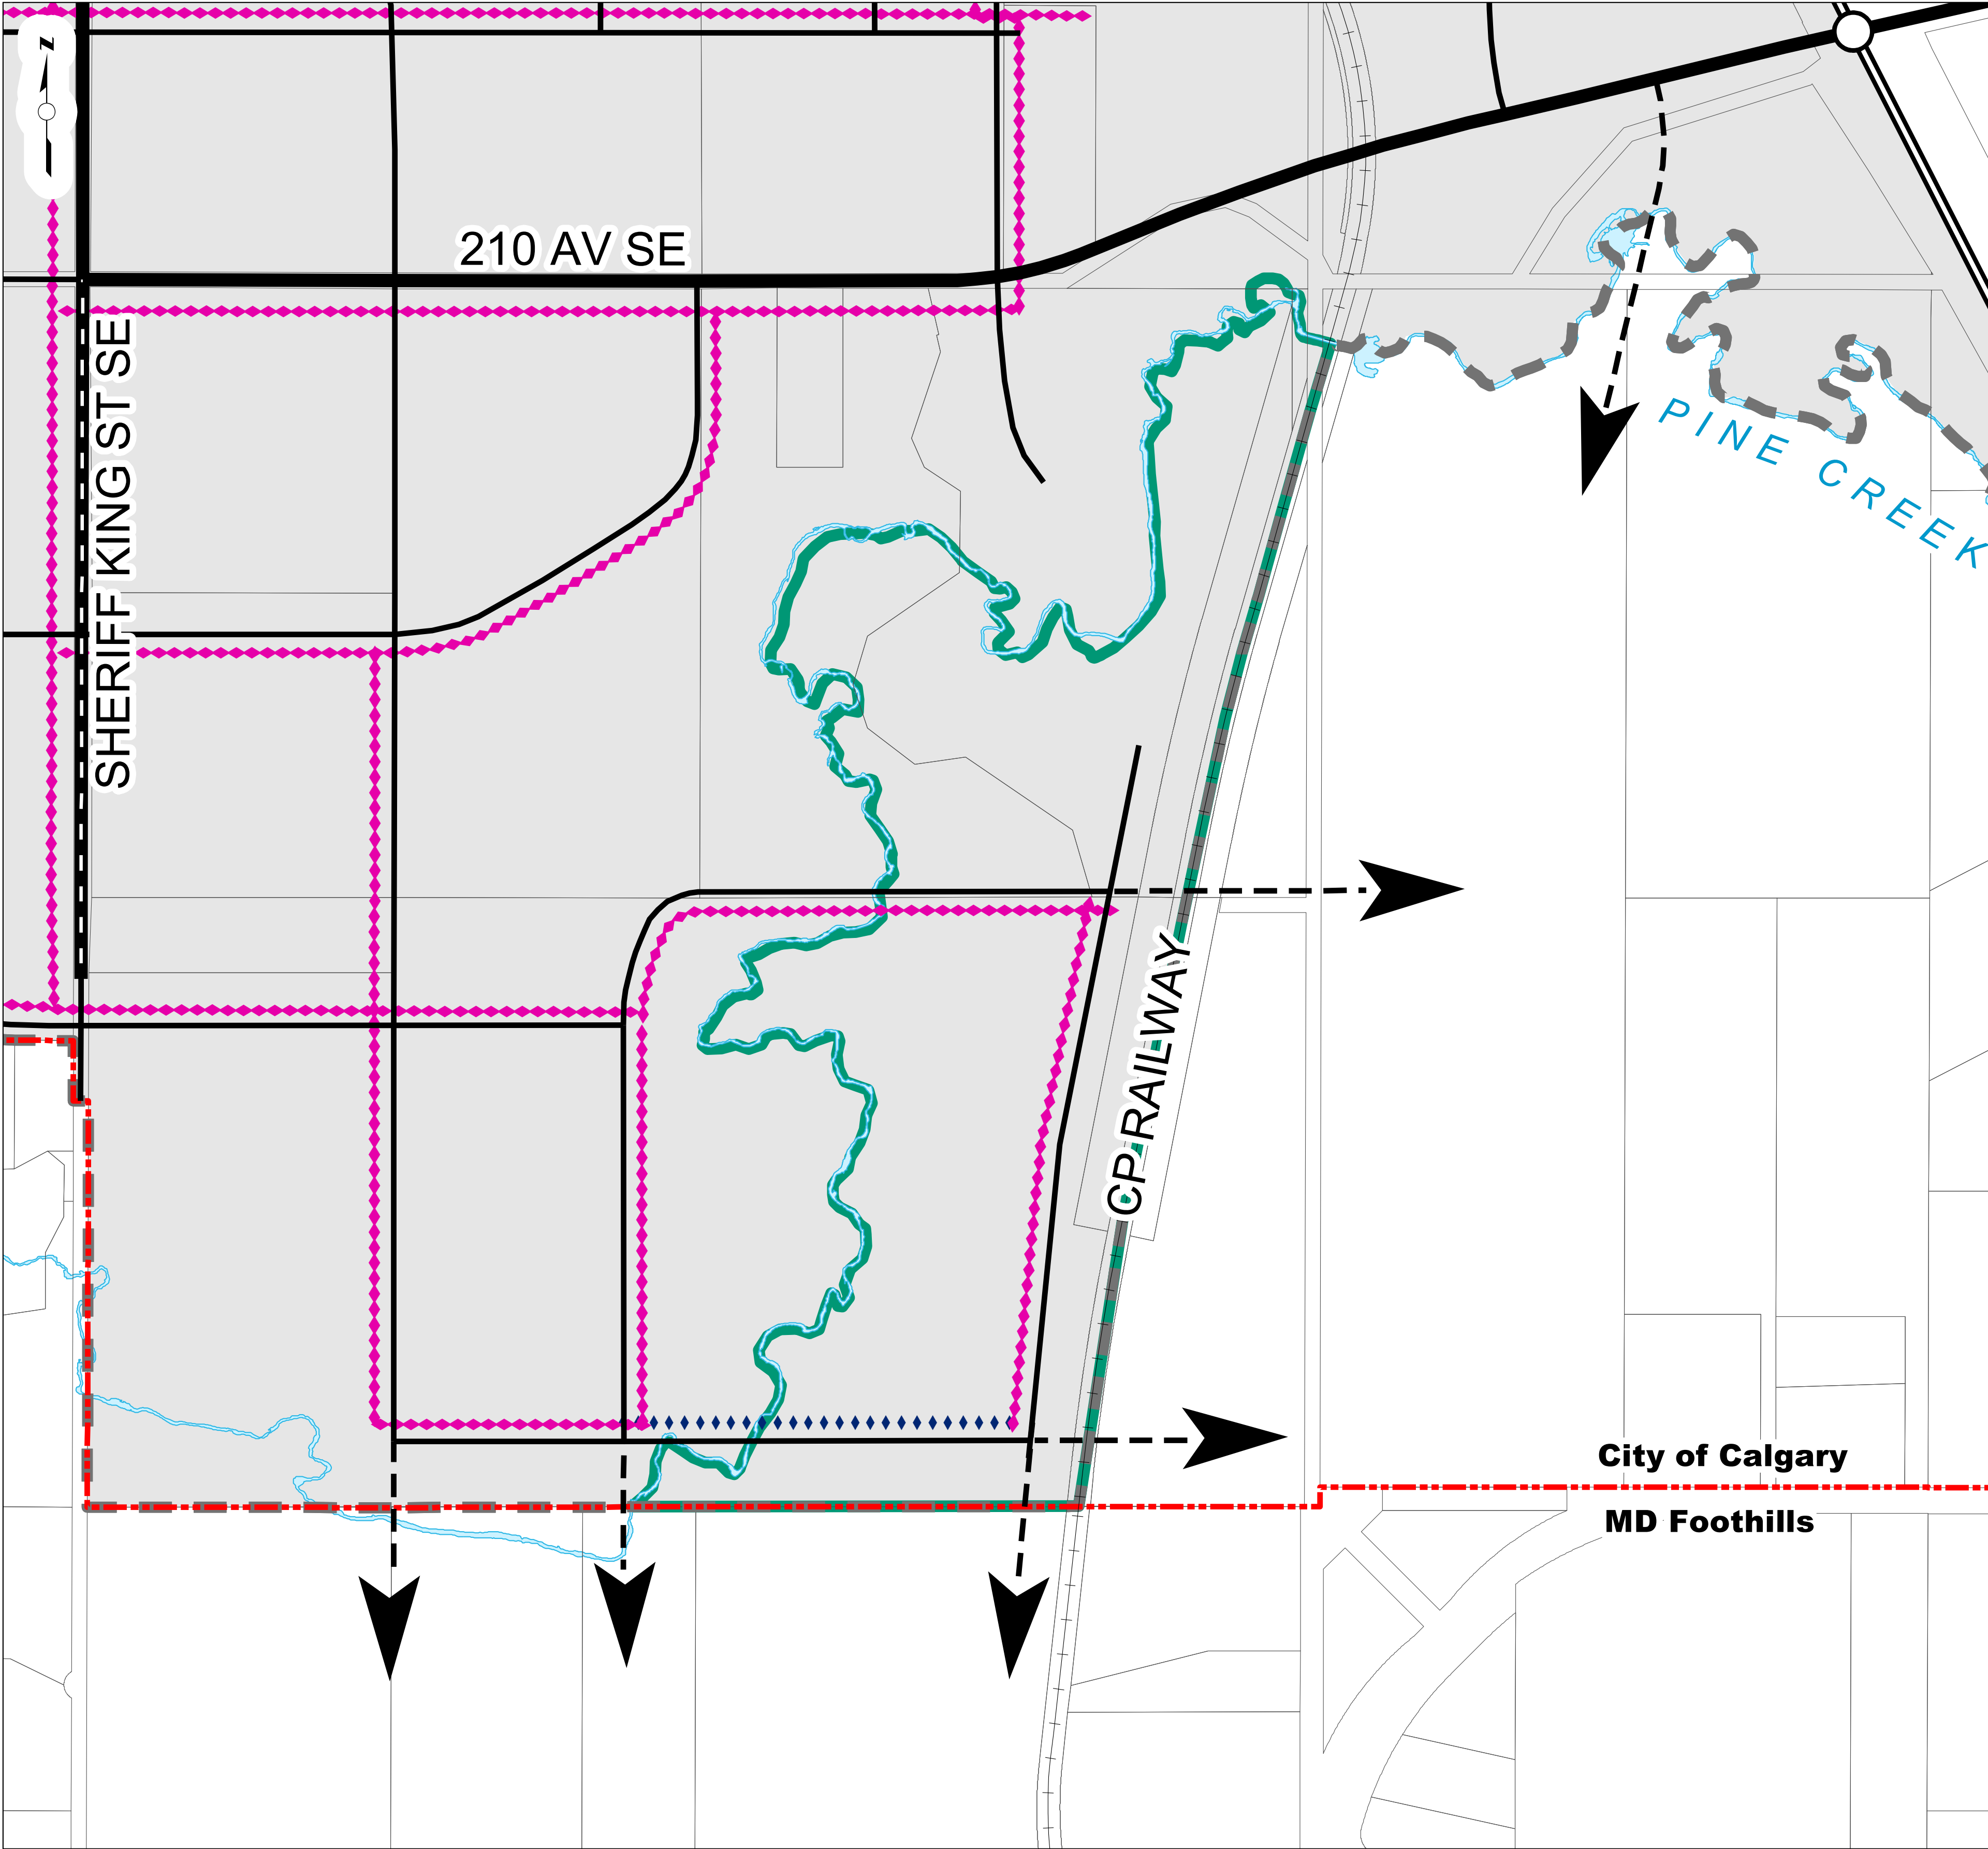 N
210 AV SE
SHERIFF KING ST SE
PINE CREEK
CP RAILWAY
City of Calgary
MD Foothills